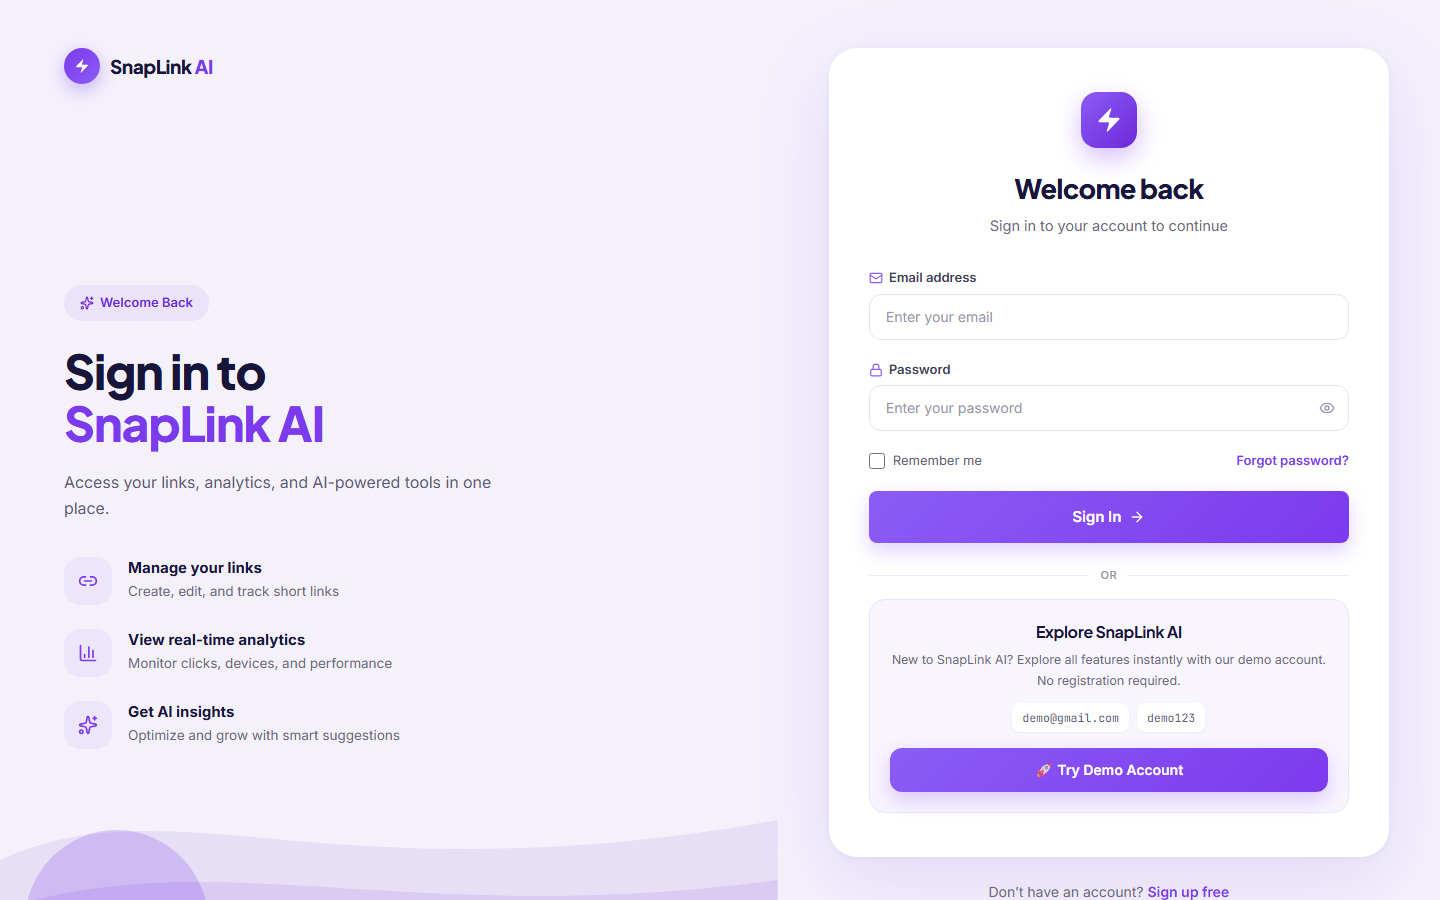 SnapLink AI
Welcome Back
Sign in to
SnapLink AI
Access your links, analytics, and AI-powered tools in one
place.
Manage your links
Create, edit, and track short links
View real-time analytics
Monitor clicks, devices, and performance
Get AI insights
Optimize and grow with smart suggestions
Welcome back
Sign in to your account to continue
Email address
Enter your email
Password
Enter your password
Remember me
Forgot password?
Sign In →
OR
Explore SnapLink AI
New to SnapLink AI? Explore all features instantly with our demo account.
No registration required.
demo@gmail.com demo123
🚀 Try Demo Account
Don’t have an account? Sign up free